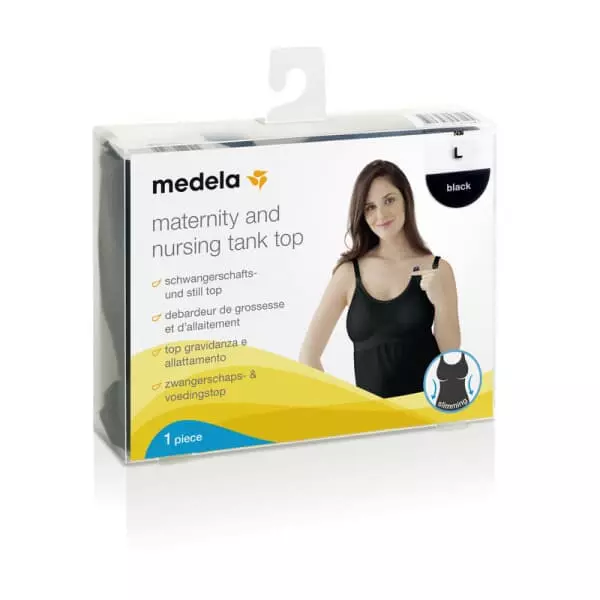 medela
maternity and
nursing tank top
schwangerschafts-
und still top
debardeur de grossesse
et d'allaitement
top gravidanza e
allattamento
zwangerschaps- &
voedingstop
1 piece
L
black
slimming